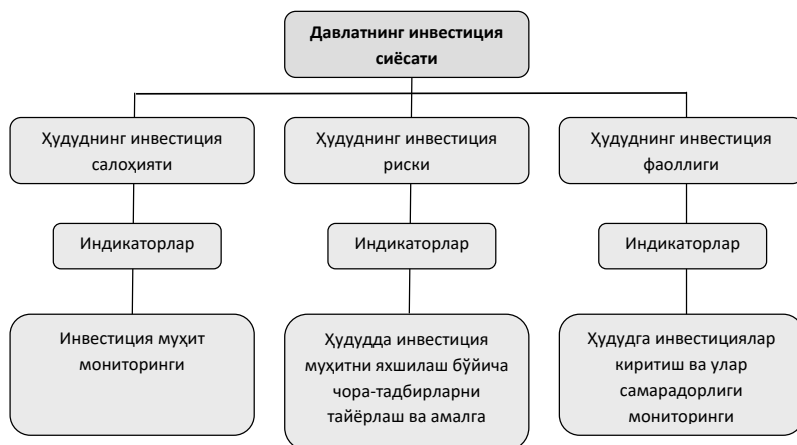 Давлатнинг инвестиция
сиёсати
Ҳудуднинг инвестиция
салоҳияти
Ҳудуднинг инвестиция
риски
Ҳудуднинг инвестиция
фаоллиги
Индикаторлар
Индикаторлар
Индикаторлар
Инвестиция муҳит
мониторинги
Ҳудудда инвестиция
муҳитни яхшилаш бўйича
чора-тадбирларни
тайёрлаш ва амалга
Ҳудудга инвестициялар
киритиш ва улар
самарадорлиги
мониторинги